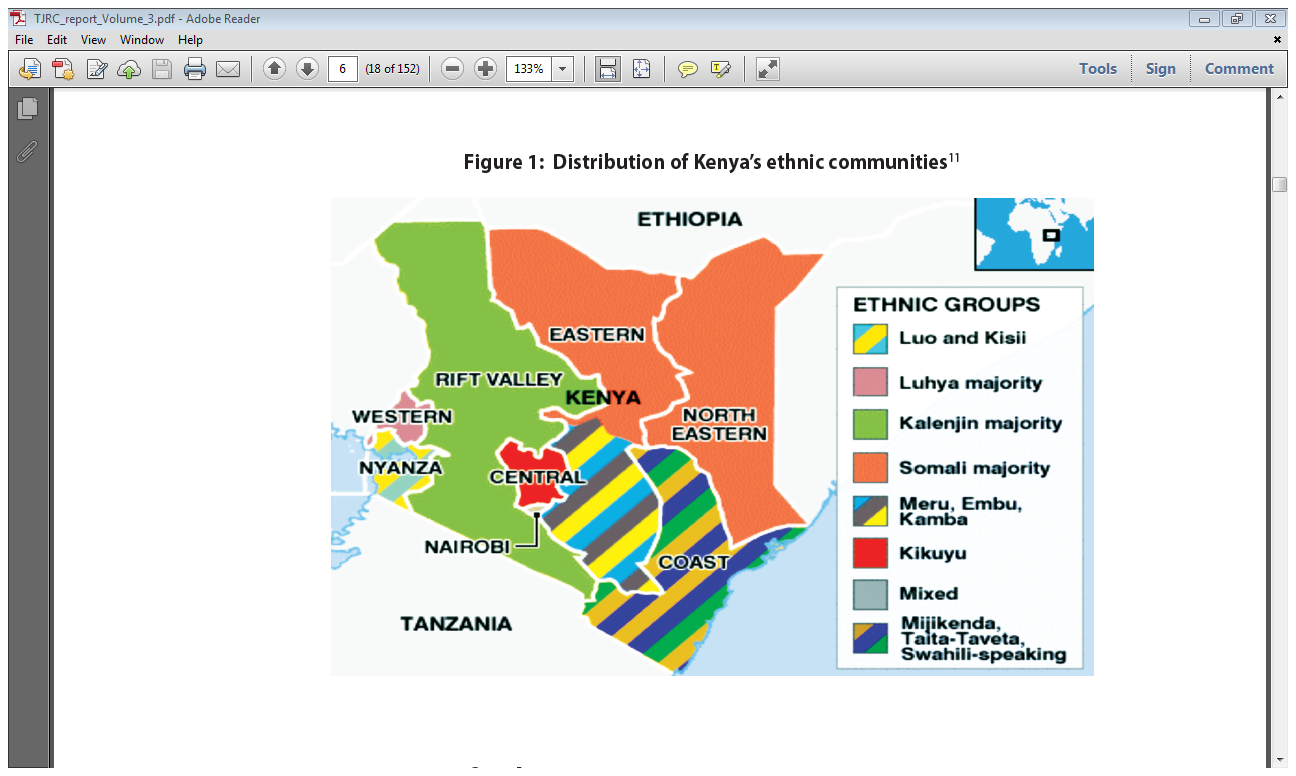 TJRC_report_Volume_3.pdf - Adobe Reader
File Edit View Window Help
6 (18 of 152) 133% Tools Sign Comment
Figure 1: Distribution of Kenya's ethnic communities11
ETHIOPIA
EASTERN
RIFT VALLEY
KENYA
WESTERN
NORTH
EASTERN
NYANZA
CENTRAL
NAIROBI
COAST
TANZANIA
ETHNIC GROUPS
Luo and Kisii
Luhya majority
Kalenjin majority
Somali majority
Meru, Embu,
Kamba
Kikuyu
Mixed
Mijikenda,
Taita-Taveta,
Swahili-speaking